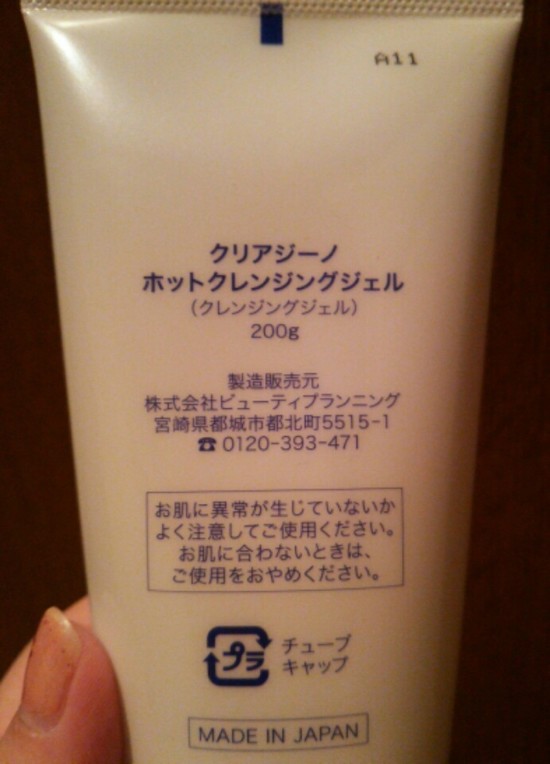 A11
クリアジーノ
ホットクレンジングジェル
（クレンジングジェル）
200g
製造販売元
株式会社ビューティプランニング
宮崎県都城市都北町5515-1
☎ 0120-393-471
お肌に異常が生じていないか
よく注意してご使用ください。
お肌に合わないときは、
ご使用をおやめください。
プラ
チューブ
キャップ
MADE IN JAPAN